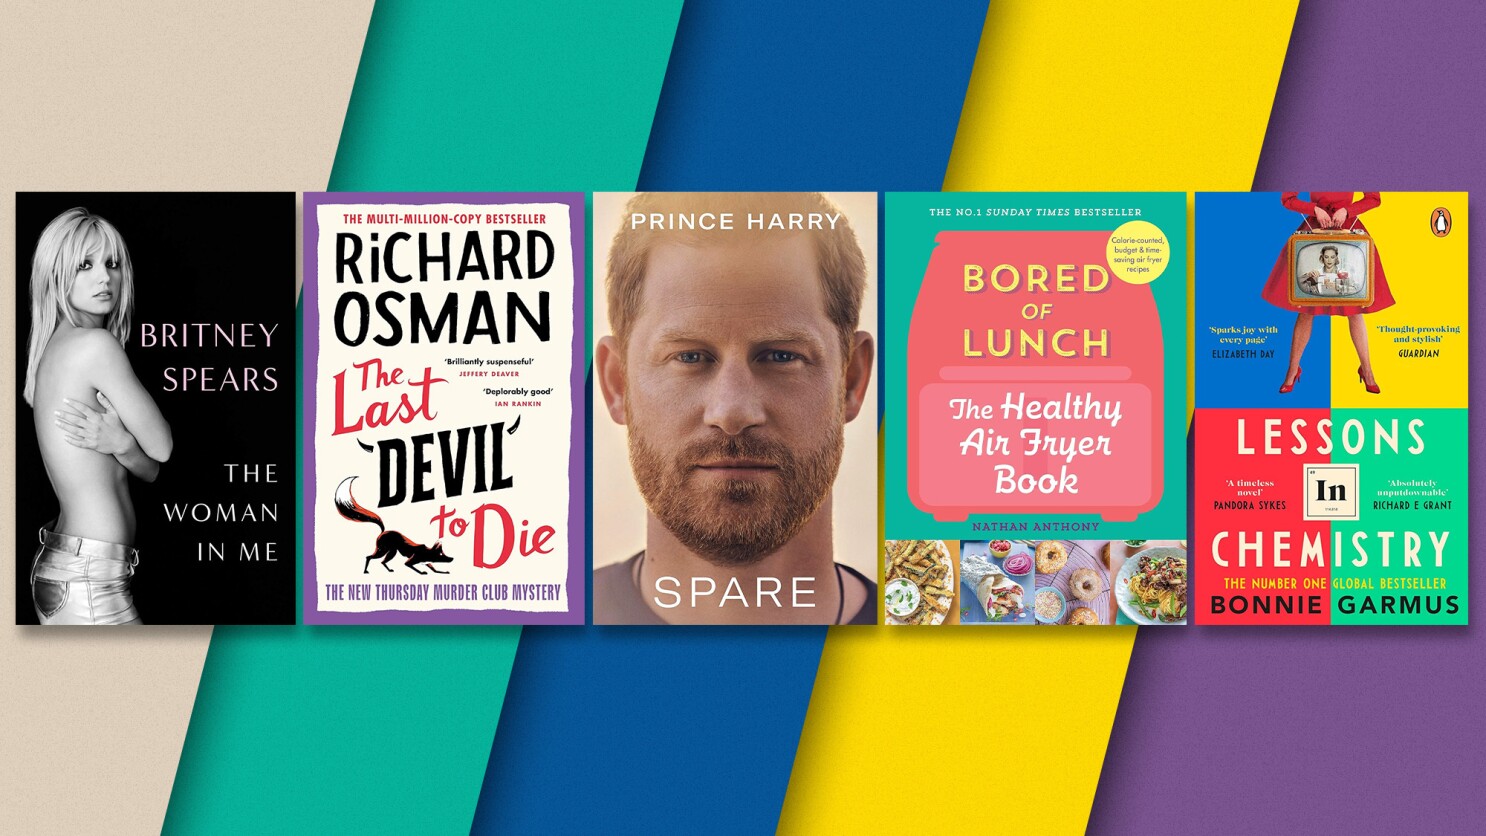 BRITNEY
SPEARS
THE
WOMAN
IN ME
THE MULTI-MILLION-COPY BESTSELLER
RiCHARD
OSMAN
The
Last
'Brilliantly suspenseful'
JEFFERY DEAVER
'Deplorably good'
IAN RANKIN
'DEVIL'
to Die
THE NEW THURSDAY MURDER CLUB MYSTERY
PRINCE HARRY
SPARE
THE NO.1 SUNDAY TIMES BESTSELLER
Calorie-counted,
budget & time-
saving air fryer
recipes
BORED
OF
LUNCH
The Healthy
Air Fryer
Book
NATHAN ANTHONY
'Sparks joy with
every page'
ELIZABETH DAY
'Thought-provoking
and stylish'
GUARDIAN
LESSONS
'A timeless
novel'
PANDORA SYKES
49
In
'Absolutely
unputdownable'
RICHARD E GRANT
CHEMISTRY
THE NUMBER ONE GLOBAL BESTSELLER
BONNIE GARMUS